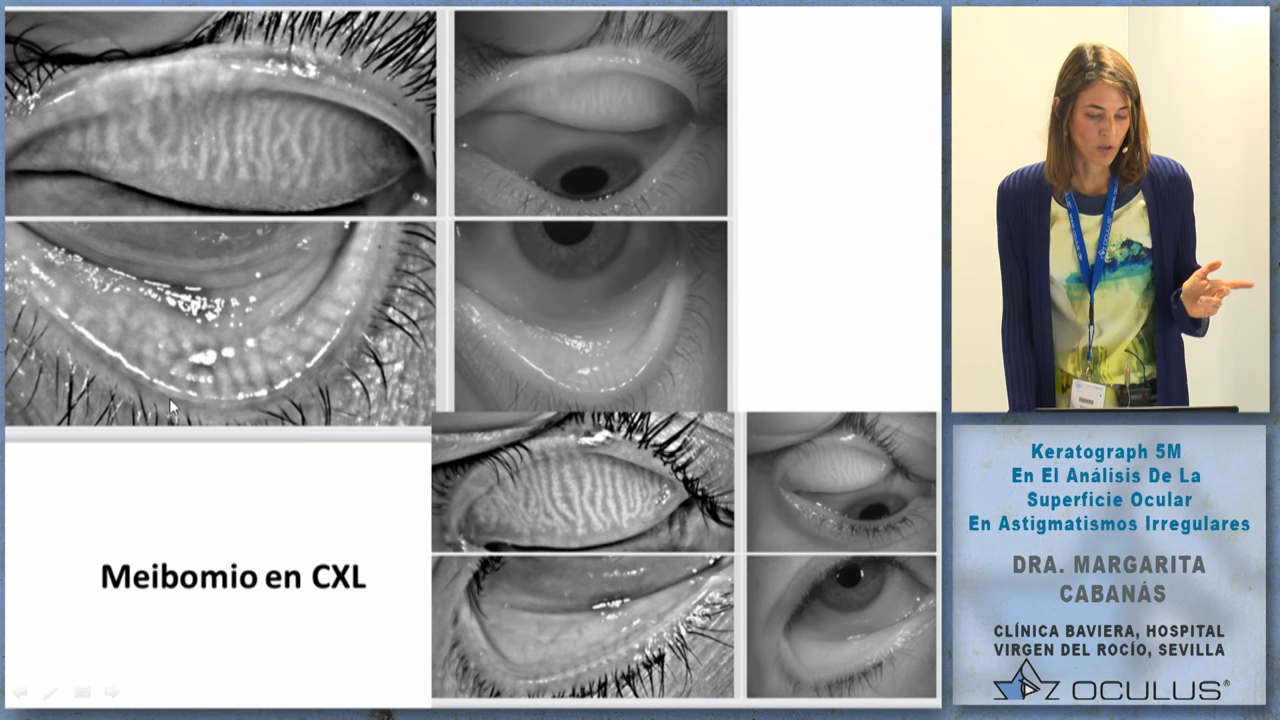 Meibomio en CXL
Keratograph 5M
En El Análisis De La
Superficie Ocular
En Astigmatismos Irregulares
DRA. MARGARITA
CABANÁS
CLÍNICA BAVIERA, HOSPITAL
VIRGEN DEL ROCÍO, SEVILLA
OCULUS®
OCULUS